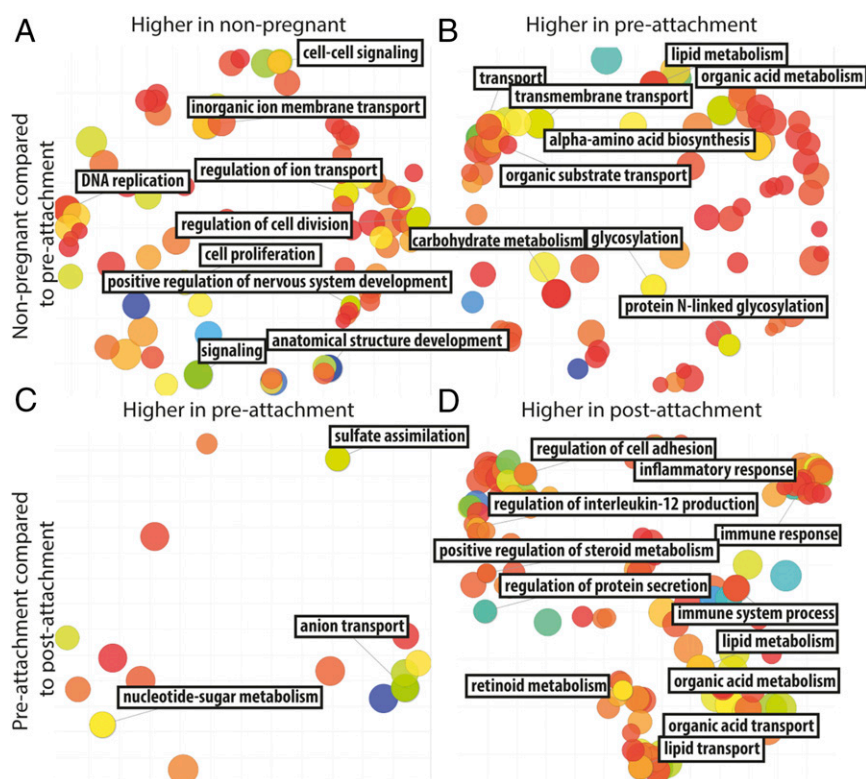 A
Higher in non-pregnant
cell-cell signaling
inorganic ion membrane transport
regulation of ion transport
DNA replication
regulation of cell division
cell proliferation
positive regulation of nervous system development
anatomical structure development
signaling
Non-pregnant compared
to pre-attachment
B
Higher in pre-attachment
lipid metabolism
organic acid metabolism
transport
transmembrane transport
alpha-amino acid biosynthesis
organic substrate transport
carbohydrate metabolism
glycosylation
protein N-linked glycosylation
C
Higher in pre-attachment
sulfate assimilation
anion transport
nucleotide-sugar metabolism
Pre-attachment compared
to post-attachment
D
Higher in post-attachment
regulation of cell adhesion
inflammatory response
regulation of interleukin-12 production
immune response
positive regulation of steroid metabolism
regulation of protein secretion
immune system process
lipid metabolism
organic acid metabolism
retinoid metabolism
organic acid transport
lipid transport